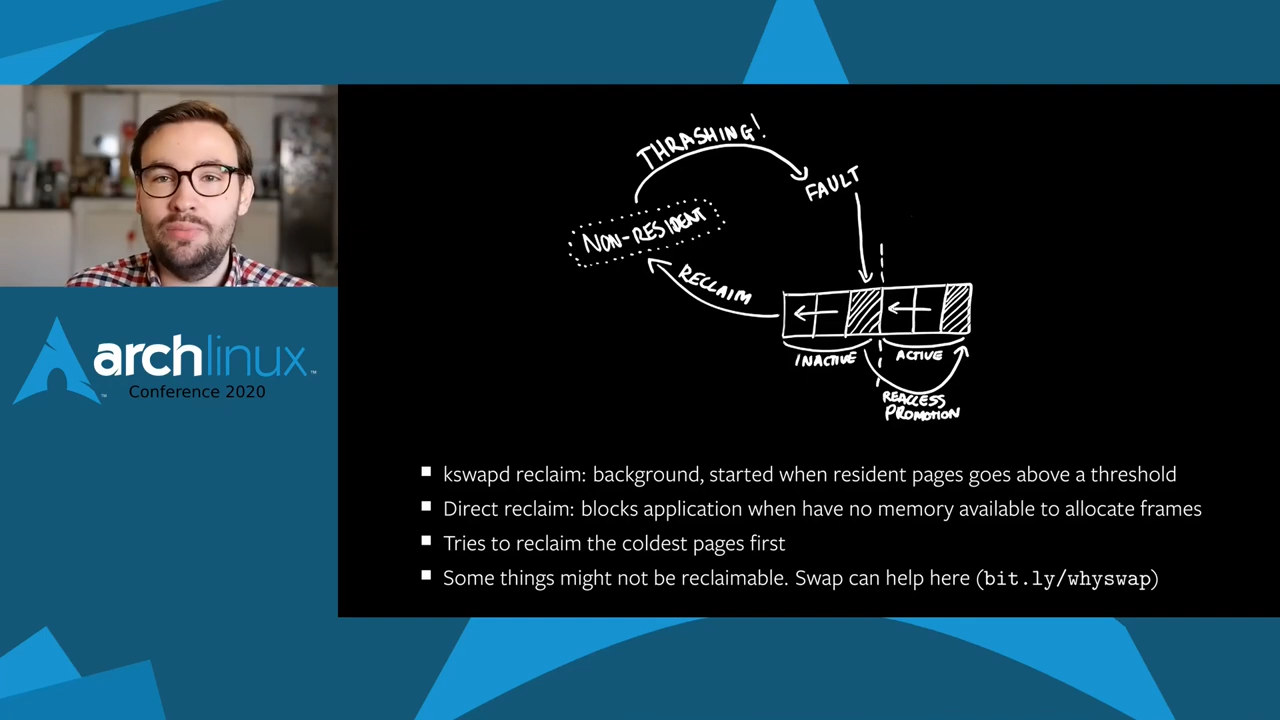 THRASHING!
FAULT
NON-RESIDENT
RECLAIM
INACTIVE
ACTIVE
REACCESS
PROMOTION
archlinux™
Conference 2020
kswapd reclaim: background, started when resident pages goes above a threshold
Direct reclaim: blocks application when have no memory available to allocate frames
Tries to reclaim the coldest pages first
Some things might not be reclaimable. Swap can help here (bit.ly/whyswap)